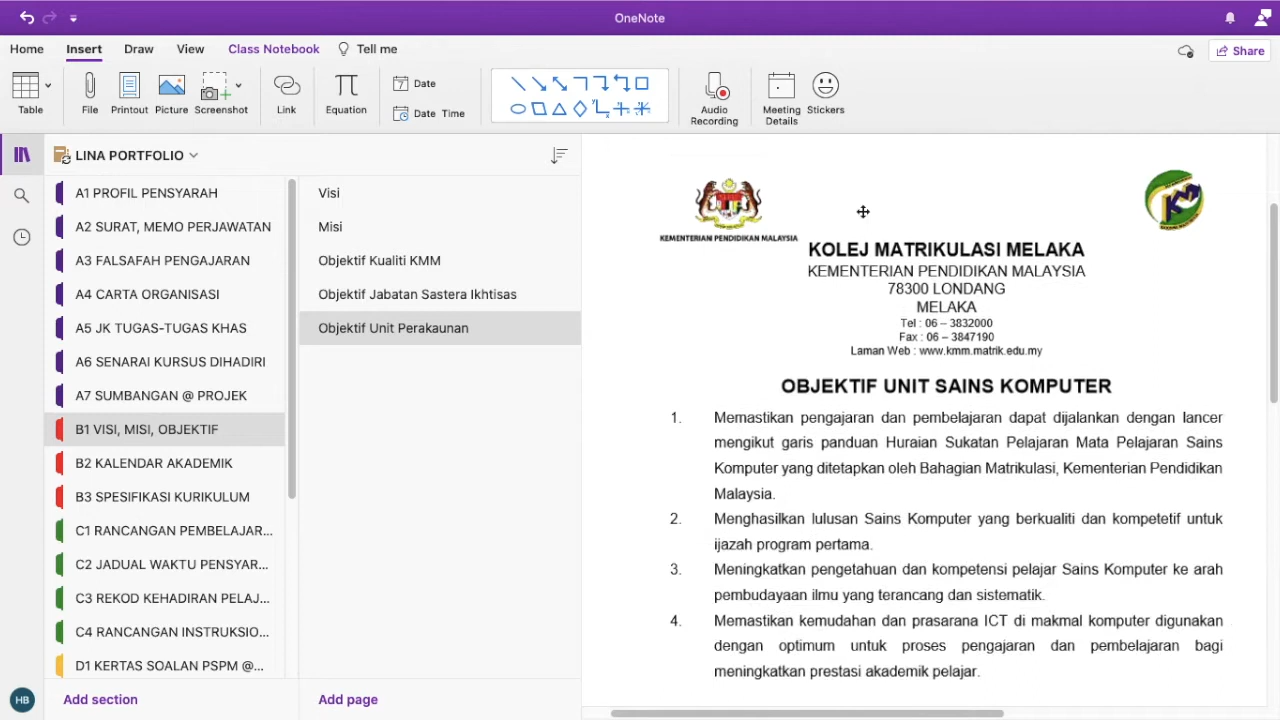 OneNote
Home Insert Draw View Class Notebook Tell me Share
Table File Printout Picture Screenshot Link Equation Date Date Time Audio Recording Meeting Details Stickers
LINA PORTFOLIO
A1 PROFIL PENSYARAH
A2 SURAT, MEMO PERJAWATAN
A3 FALSAFAH PENGAJARAN
A4 CARTA ORGANISASI
A5 JK TUGAS-TUGAS KHAS
A6 SENARAI KURSUS DIHADIRI
A7 SUMBANGAN @ PROJEK
B1 VISI, MISI, OBJEKTIF
B2 KALENDAR AKADEMIK
B3 SPESIFIKASI KURIKULUM
C1 RANCANGAN PEMBELAJAR...
C2 JADUAL WAKTU PENSYAR...
C3 REKOD KEHADIRAN PELAJ...
C4 RANCANGAN INSTRUKSIO...
D1 KERTAS SOALAN PSPM @...
HB
Add section
Visi
Misi
Objektif Kualiti KMM
Objektif Jabatan Sastera Ikhtisas
Objektif Unit Perakaunan
Add page
KEMENTERIAN PENDIDIKAN MALAYSIA
KM
KOLEJ MATRIKULASI MELAKA
KEMENTERIAN PENDIDIKAN MALAYSIA
78300 LONDANG
MELAKA
Tel : 06 – 3832000
Fax : 06 – 3847190
Laman Web : www.kmm.matrik.edu.my
OBJEKTIF UNIT SAINS KOMPUTER
1. Memastikan pengajaran dan pembelajaran dapat dijalankan dengan lancer
mengikut garis panduan Huraian Sukatan Pelajaran Mata Pelajaran Sains
Komputer yang ditetapkan oleh Bahagian Matrikulasi, Kementerian Pendidikan
Malaysia.
2. Menghasilkan lulusan Sains Komputer yang berkualiti dan kompetetif untuk
ijazah program pertama.
3. Meningkatkan pengetahuan dan kompetensi pelajar Sains Komputer ke arah
pembudayaan ilmu yang terancang dan sistematik.
4. Memastikan kemudahan dan prasarana ICT di makmal komputer digunakan
dengan optimum untuk proses pengajaran dan pembelajaran bagi
meningkatkan prestasi akademik pelajar.